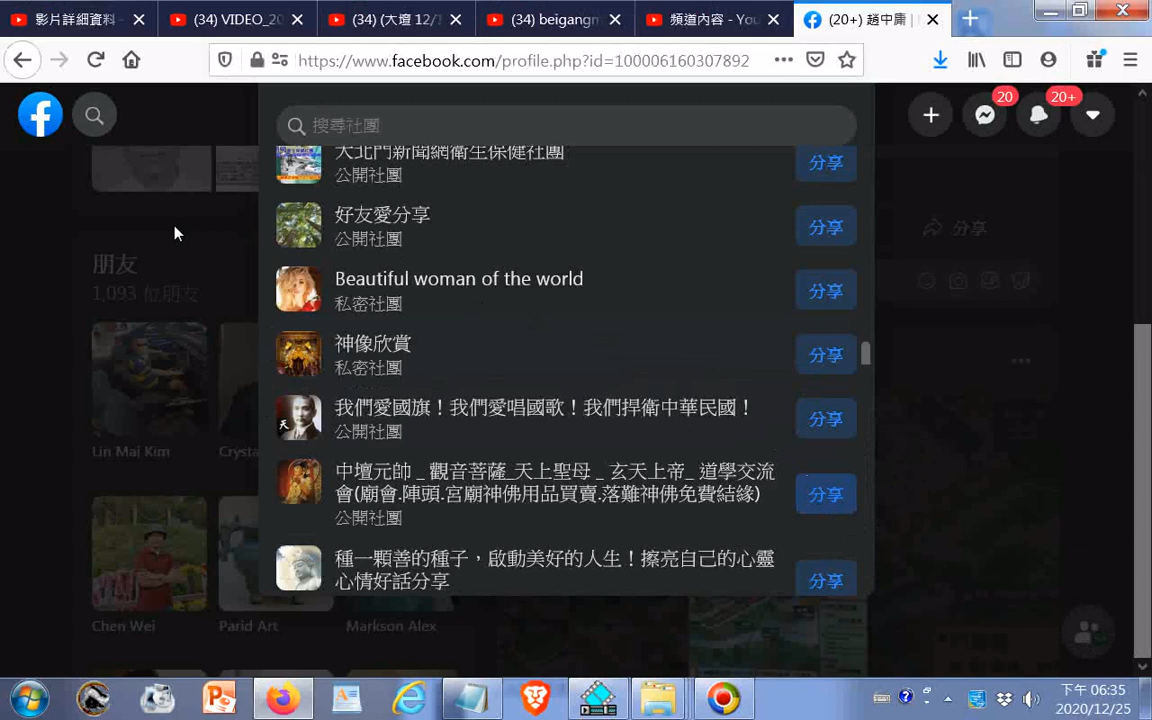 影片詳細資料 -
(34) VIDEO_20
(34) (大壇 12/1
(34) beigangm
頻道內容 - You
(20+) 趙中庸 | 
https://www.facebook.com/profile.php?id=100006160307892
搜尋社團
20
20+
大北門新聞網衛生保健社團
公開社團
分享
好友愛分享
公開社團
分享
Beautiful woman of the world
私密社團
分享
神像欣賞
私密社團
分享
我們愛國旗！我們愛唱國歌！我們捍衛中華民國！
公開社團
分享
中壇元帥 _ 觀音菩薩_天上聖母 _ 玄天上帝_ 道學交流
會(廟會.陣頭.宮廟神佛用品買賣.落難神佛免費結緣)
公開社團
分享
種一顆善的種子，啟動美好的人生！擦亮自己的心靈
心情好話分享
分享
朋友
1,093 位朋友
Lin Mai Kim
Crysta
Chen Wei
Parid Art
Markson Alex
分享
下午 06:35
2020/12/25